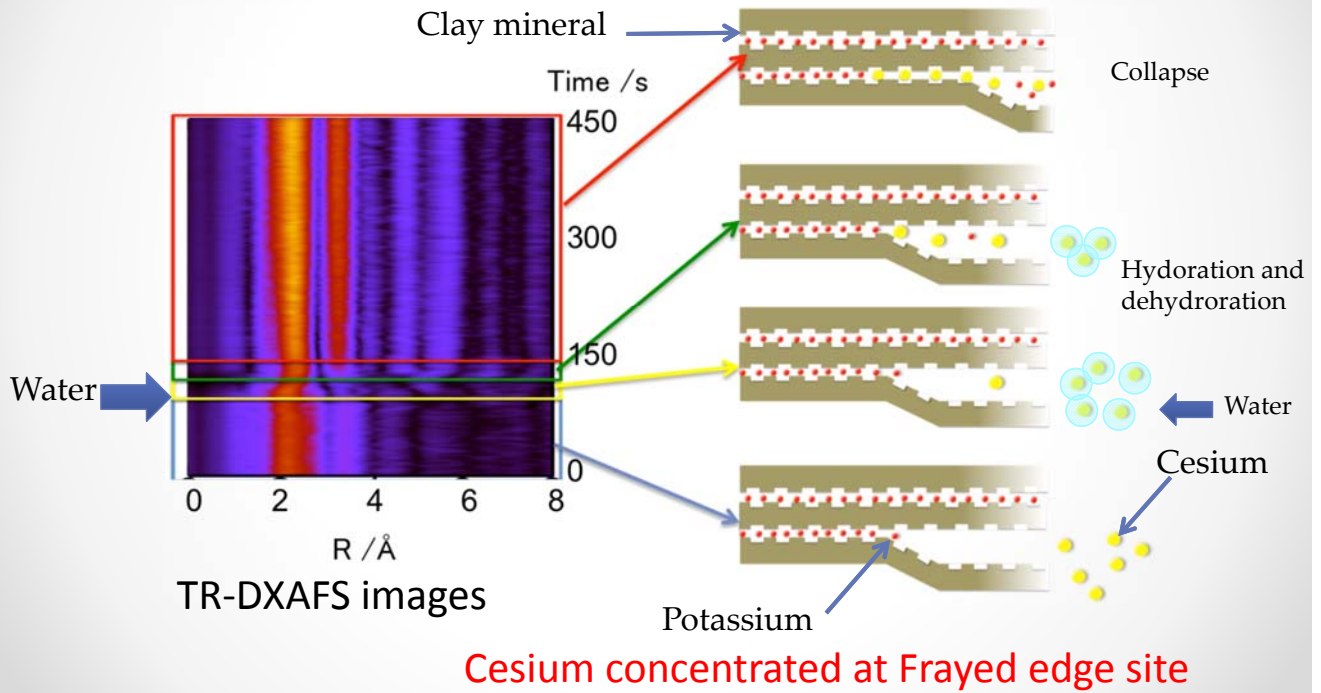 Clay mineral
Time /s
Collapse
450
300
Hydoration and
dehydroration
150
Water
Water
0
Cesium
0 2 4 6 8
R /Å
TR-DXAFS images
Potassium
Cesium concentrated at Frayed edge site